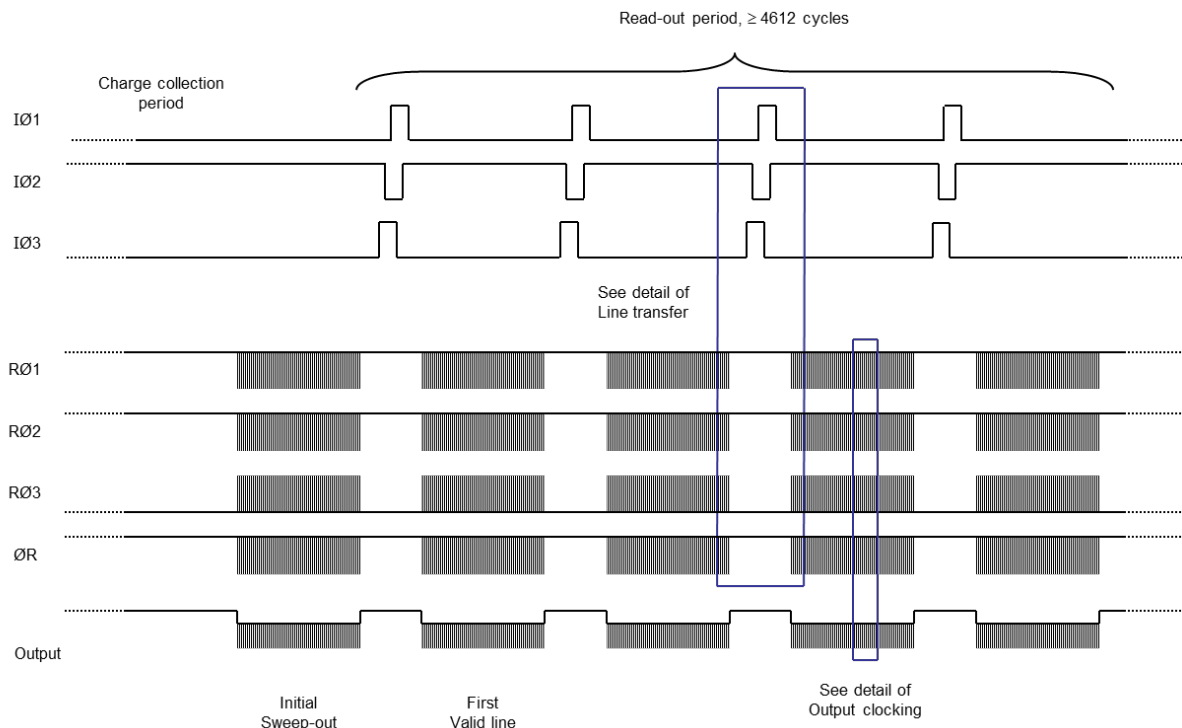 Read-out period, ≥ 4612 cycles
Charge collection
period
IØ1
IØ2
IØ3
See detail of
Line transfer
RØ1
RØ2
RØ3
ØR
Output
Initial
Sweep-out
First
Valid line
See detail of
Output clocking